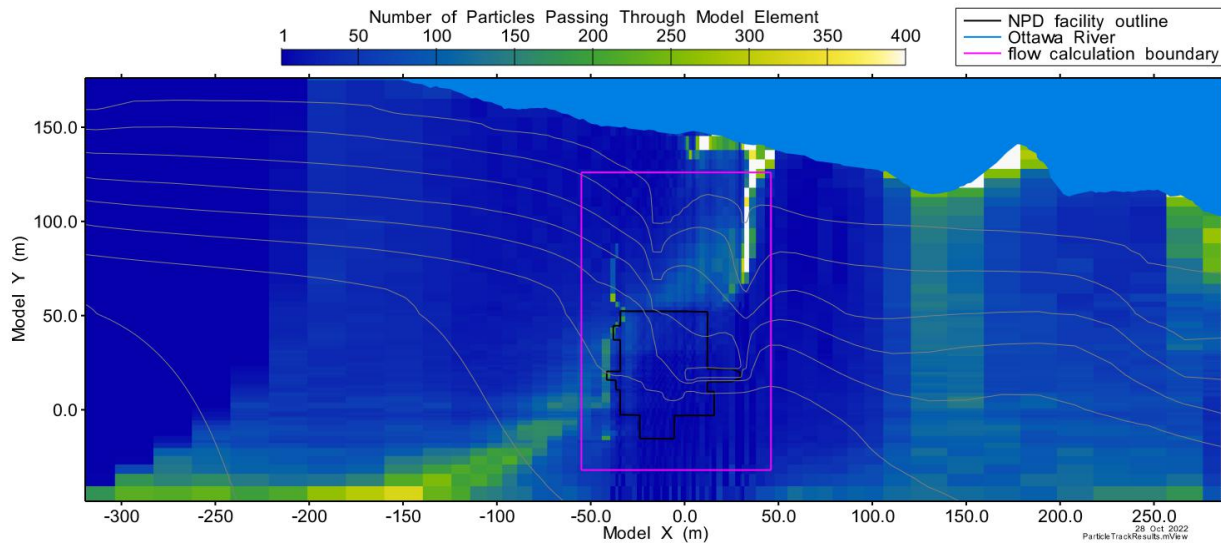 Number of Particles Passing Through Model Element
1 50 100 150 200 250 300 350 400
NPD facility outline
Ottawa River
flow calculation boundary
Model Y (m)
150.0
100.0
50.0
0.0
-300 -250 -200 -150 -100 -50.0 0.0 50.0 100.0 150.0 200.0 250.0
Model X (m)
28 Oct 2022
ParticleTrackResults.mView